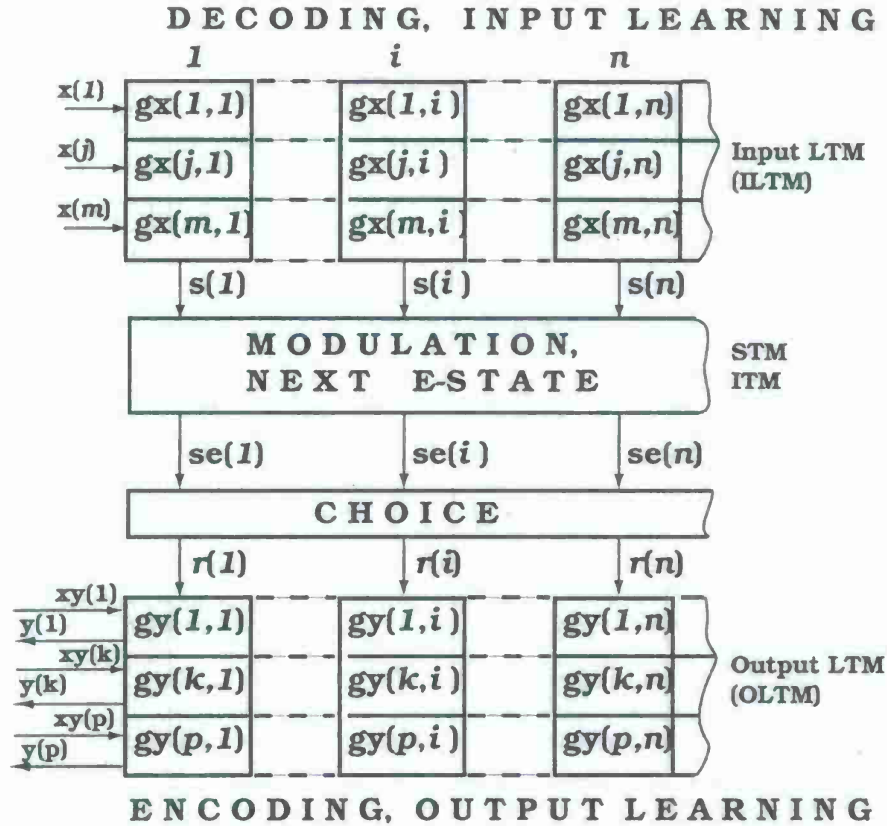 DECODING, INPUT LEARNING
1 i n
x(1) gx(1,1) gx(1,i) gx(1,n)
x(j) gx(j,1) gx(j,i) gx(j,n)
x(m) gx(m,1) gx(m,i) gx(m,n)
Input LTM
(ILTM)
s(1) s(i) s(n)
MODULATION,
NEXT E-STATE
STM
ITM
se(1) se(i) se(n)
CHOICE
r(1) r(i) r(n)
xy(1)
y(1) gy(1,1) gy(1,i) gy(1,n)
xy(k)
y(k) gy(k,1) gy(k,i) gy(k,n)
xy(p)
y(p) gy(p,1) gy(p,i) gy(p,n)
Output LTM
(OLTM)
ENCODING, OUTPUT LEARNING